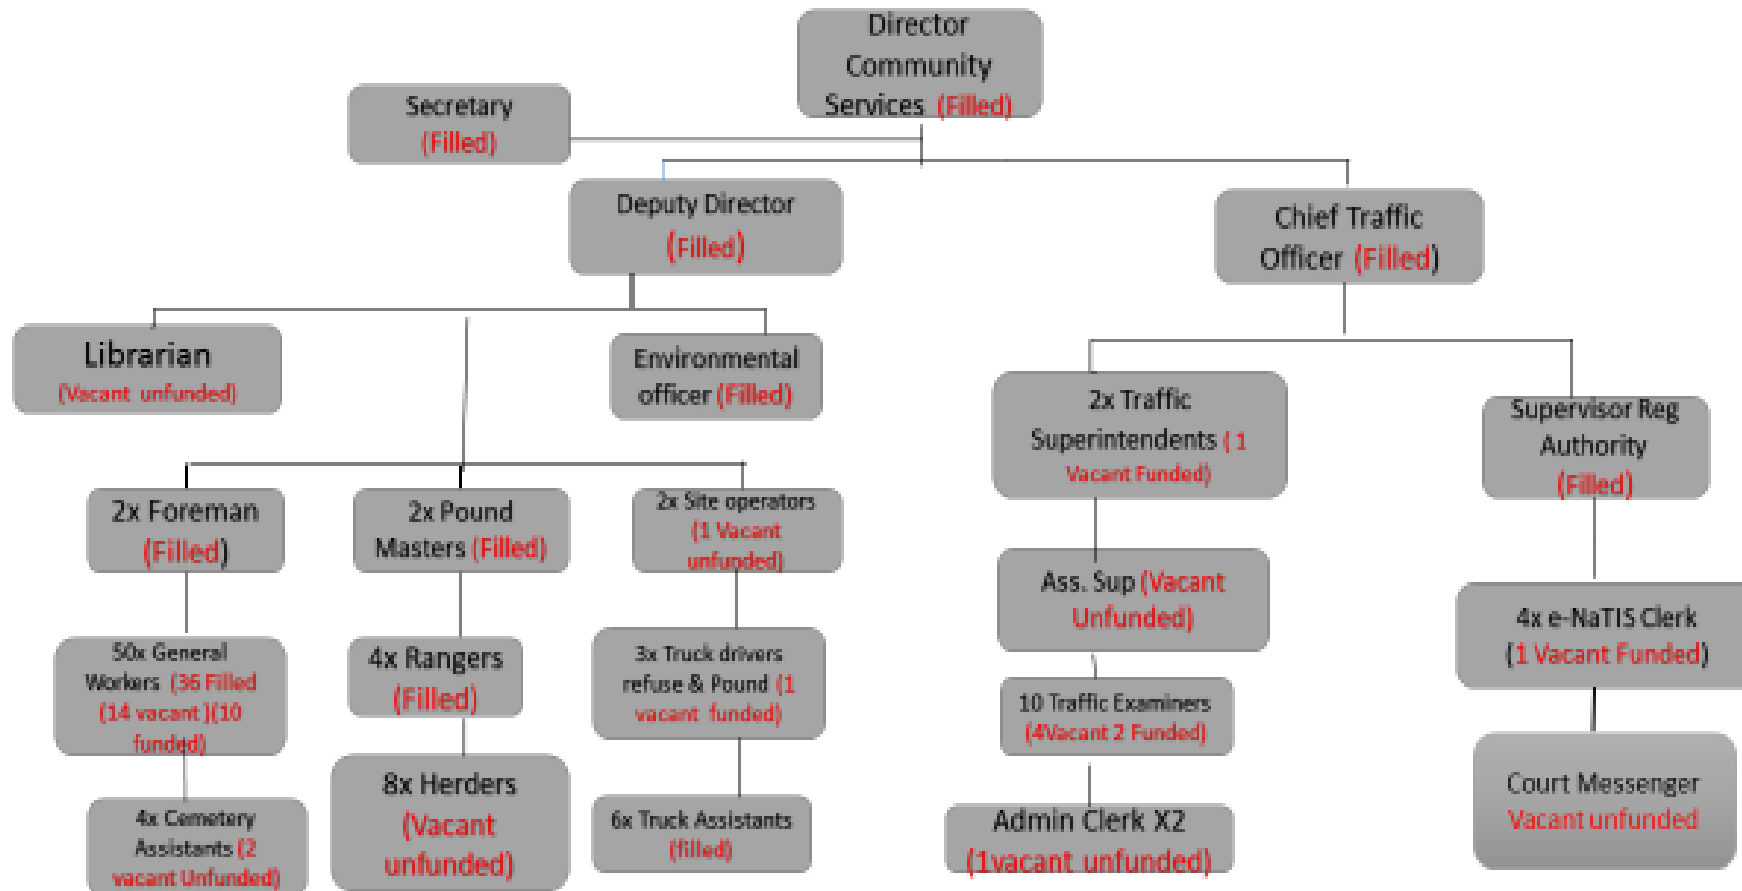 Director
Community
Services (Filled)
Secretary
(Filled)
Deputy Director
(Filled)
Chief Traffic
Officer (Filled)
Librarian
(Vacant unfunded)
Environmental
officer (Filled)
2x Traffic
Superintendents ( 1
Vacant Funded)
Supervisor Reg
Authority
(Filled)
2x Foreman
(Filled)
2x Pound
Masters (Filled)
2x Site operators
(1 Vacant
unfunded)
Ass. Sup (Vacant
Unfunded)
4x e-NaTIS Clerk
(1 Vacant Funded)
50x General
Workers (36 Filled
(14 vacant )(10
funded)
4x Rangers
(Filled)
3x Truck drivers
refuse & Pound (1
vacant funded)
10 Traffic Examiners
(4Vacant 2 Funded)
Court Messenger
Vacant unfunded
4x Cemetery
Assistants (2
vacant Unfunded)
8x Herders
(Vacant
unfunded)
6x Truck Assistants
(filled)
Admin Clerk X2
(1vacant unfunded)